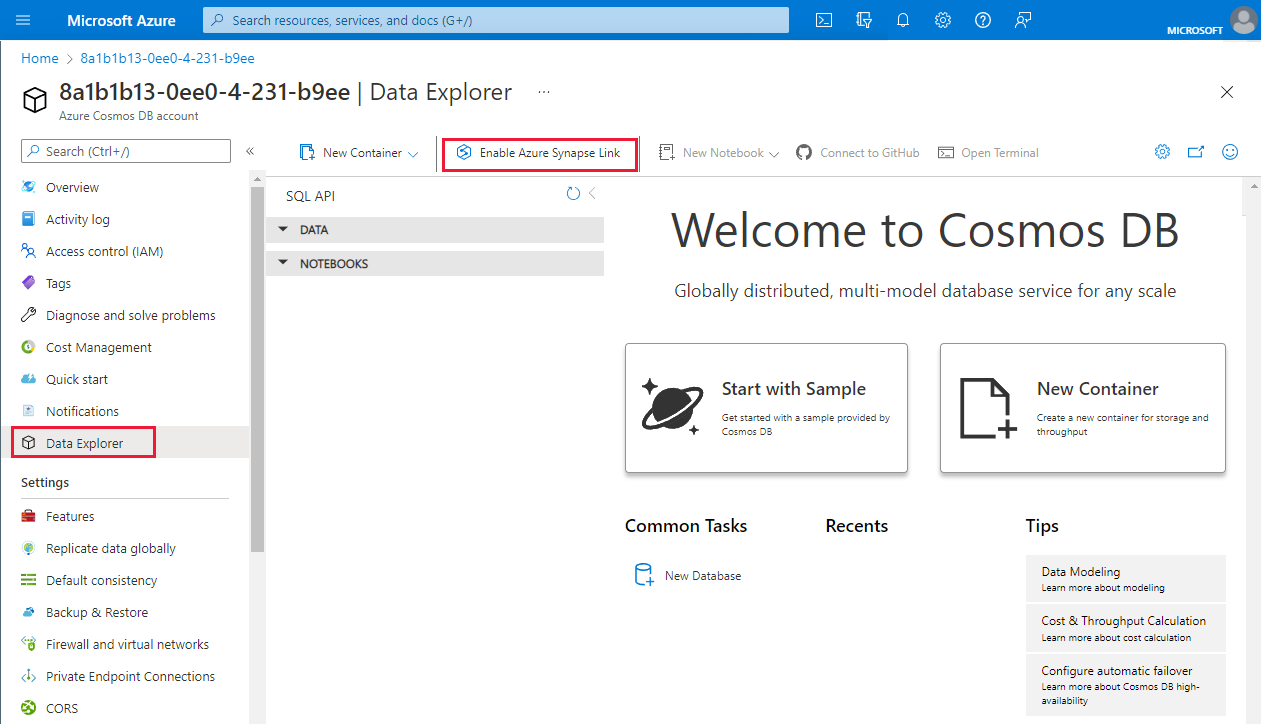 Microsoft Azure
Search resources, services, and docs (G+/)
MICROSOFT
Home > 8a1b1b13-0ee0-4-231-b9ee
8a1b1b13-0ee0-4-231-b9ee | Data Explorer ...
Azure Cosmos DB account
Search (Ctrl+/)
«
New Container
Enable Azure Synapse Link
New Notebook
Connect to GitHub
Open Terminal
Overview
Activity log
Access control (IAM)
Tags
Diagnose and solve problems
Cost Management
Quick start
Notifications
Data Explorer
Settings
Features
Replicate data globally
Default consistency
Backup & Restore
Firewall and virtual networks
Private Endpoint Connections
CORS
SQL API
DATA
NOTEBOOKS
Welcome to Cosmos DB
Globally distributed, multi-model database service for any scale
Start with Sample
Get started with a sample provided by
Cosmos DB
New Container
Create a new container for storage and
throughput
Common Tasks
New Database
Recents
Tips
Data Modeling
Learn more about modeling
Cost & Throughput Calculation
Learn more about cost calculation
Configure automatic failover
Learn more about Cosmos DB high-
availability